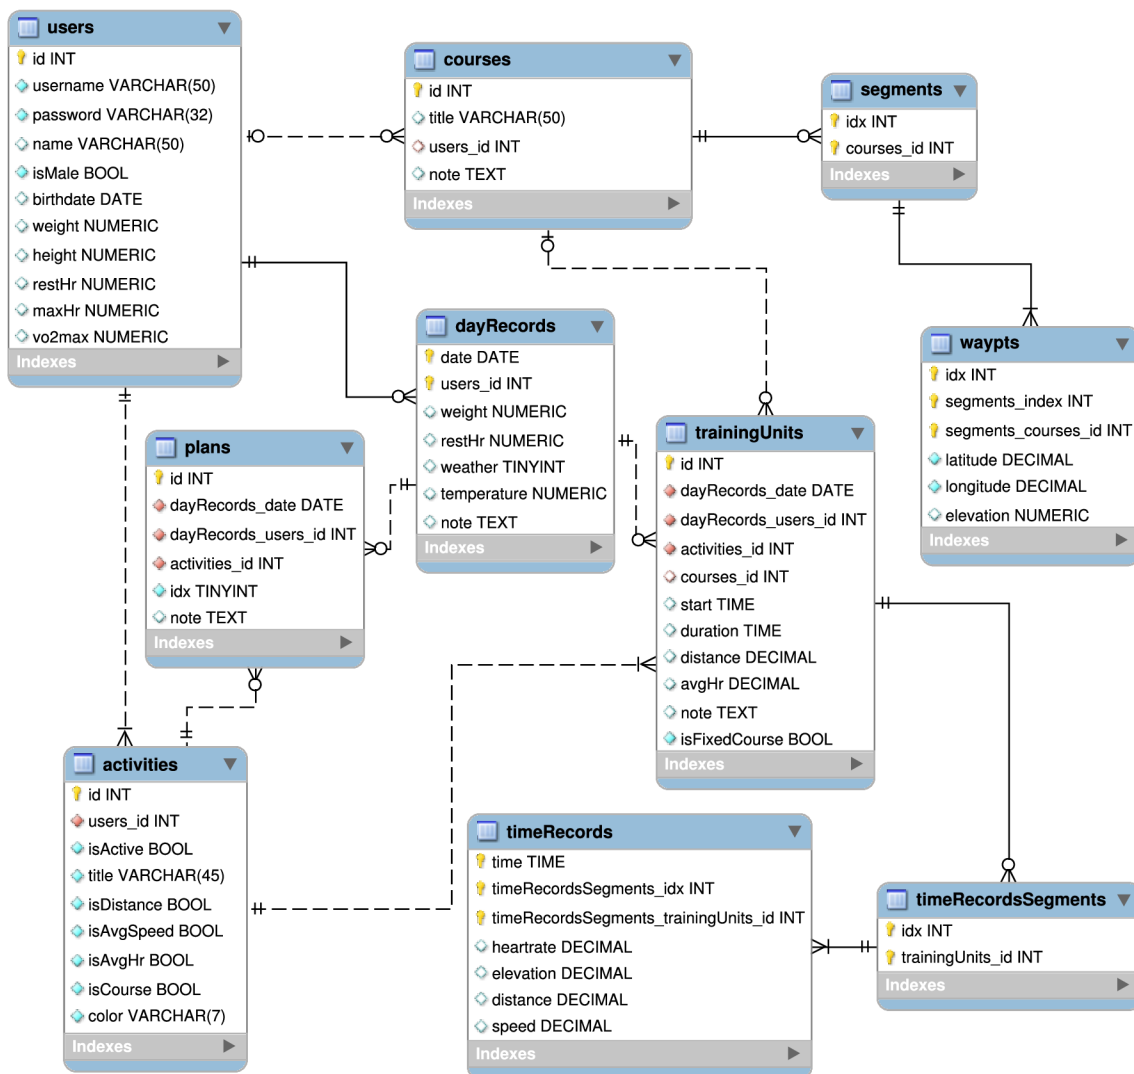 users
id INT
username VARCHAR(50)
password VARCHAR(32)
name VARCHAR(50)
isMale BOOL
birthdate DATE
weight NUMERIC
height NUMERIC
restHr NUMERIC
maxHr NUMERIC
vo2max NUMERIC
Indexes
courses
id INT
title VARCHAR(50)
users_id INT
note TEXT
Indexes
segments
idx INT
courses_id INT
Indexes
dayRecords
date DATE
users_id INT
weight NUMERIC
restHr NUMERIC
weather TINYINT
temperature NUMERIC
note TEXT
Indexes
waypts
idx INT
segments_index INT
segments_courses_id INT
latitude DECIMAL
longitude DECIMAL
elevation NUMERIC
Indexes
plans
id INT
dayRecords_date DATE
dayRecords_users_id INT
activities_id INT
idx TINYINT
note TEXT
Indexes
trainingUnits
id INT
dayRecords_date DATE
dayRecords_users_id INT
activities_id INT
courses_id INT
start TIME
duration TIME
distance DECIMAL
avgHr DECIMAL
note TEXT
isFixedCourse BOOL
Indexes
activities
id INT
users_id INT
isActive BOOL
title VARCHAR(45)
isDistance BOOL
isAvgSpeed BOOL
isAvgHr BOOL
isCourse BOOL
color VARCHAR(7)
Indexes
timeRecords
time TIME
timeRecordsSegments_idx INT
timeRecordsSegments_trainingUnits_id INT
heartrate DECIMAL
elevation DECIMAL
distance DECIMAL
speed DECIMAL
Indexes
timeRecordsSegments
idx INT
trainingUnits_id INT
Indexes